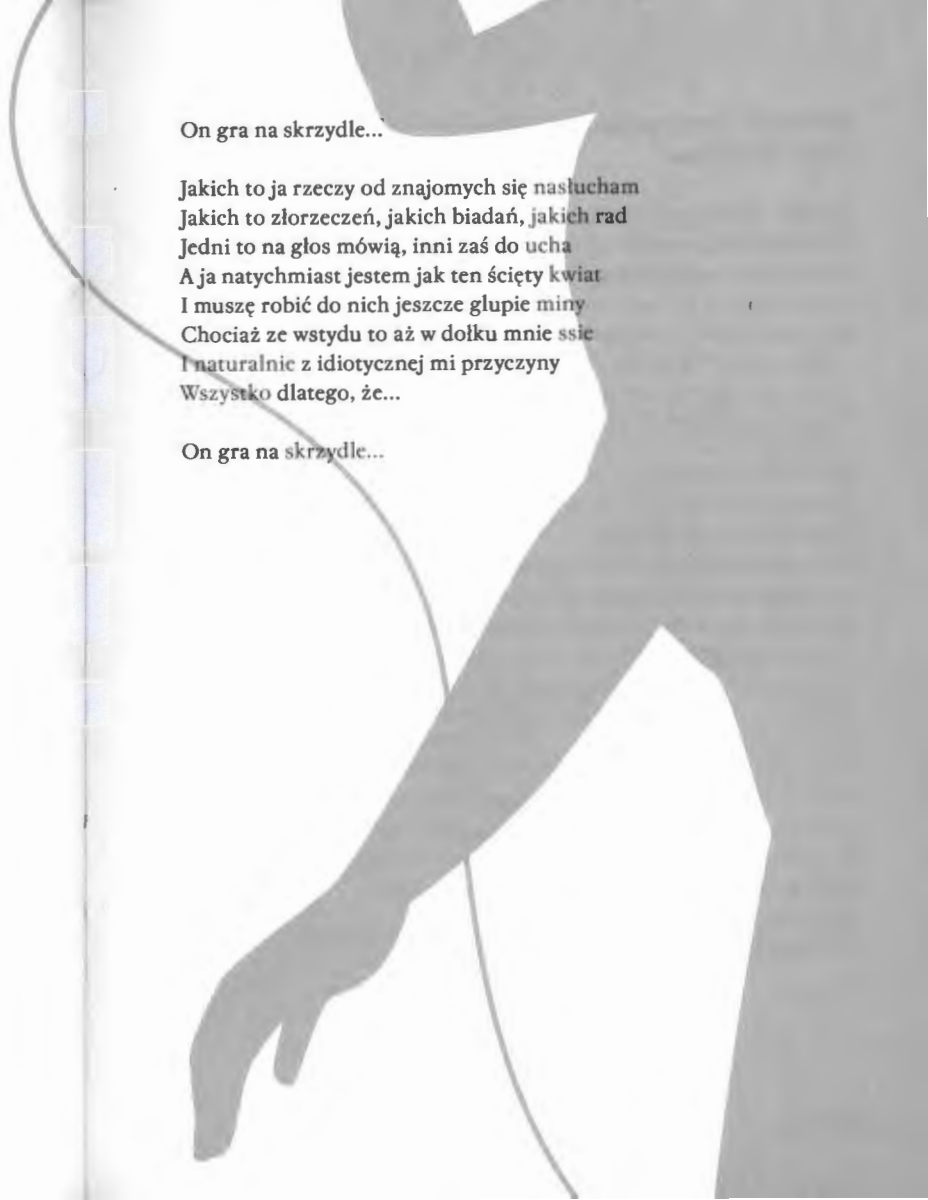 On gra na skrzydle...
Jakich to ja rzeczy od znajomych się nasłucham
Jakich to złorzeczeń, jakich biadań, jakich rad
Jedni to na głos mówią, inni zaś do ucha
A ja natychmiast jestem jak ten ścięty kwiat
I muszę robić do nich jeszcze glupie miny
Chociaż ze wstydu to aż w dołku mnie ssie
I naturalnie z idiotycznej mi przyczyny
Wszystko dlatego, że...
On gra na skrzydle...